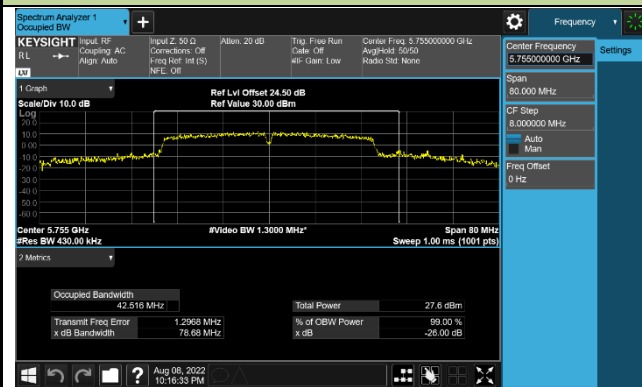 Spectrum Analyzer 1
Occupied BW
Frequency
KEYSIGHT
RL
LXI
Input: RF
Coupling: AC
Align: Auto
Input Z: 50 Ω
Corrections: Off
Freq Ref: Int (S)
NFE: Off
Atten: 20 dB
Trig: Free Run
Gate: Off
#IF Gain: Low
Center Freq: 5.755000000 GHz
Avg|Hold: 50/50
Radio Std: None
Center Frequency
5.755000000 GHz
Settings
Span
80.000 MHz
CF Step
8.000000 MHz
Auto
Man
Freq Offset
0 Hz
1 Graph
Scale/Div 10.0 dB
Ref Lvl Offset 24.50 dB
Ref Value 30.00 dBm
Log
20.0
10.0
0.00
-10.0
-20.0
-30.0
-40.0
-50.0
-60.0
Center 5.755 GHz
#Res BW 430.00 kHz
#Video BW 1.3000 MHz*
Span 80 MHz
Sweep 1.00 ms (1001 pts)
2 Metrics
Occupied Bandwidth
42.516 MHz
Total Power 27.6 dBm
Transmit Freq Error 1.2968 MHz
% of OBW Power 99.00 %
x dB Bandwidth 78.68 MHz
x dB -26.00 dB
?
Aug 08, 2022
10:16:33 PM